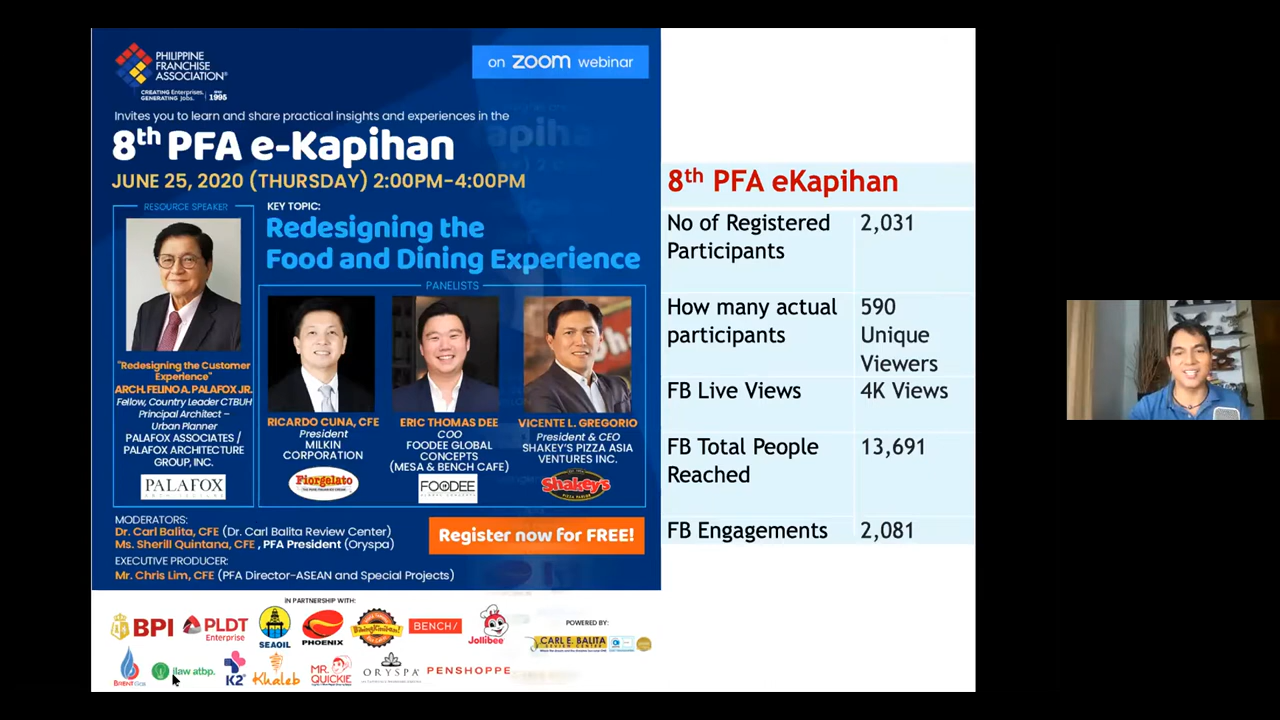 PHILIPPINE
FRANCHISE
ASSOCIATION®
CREATING Enterprises.
GENERATING Jobs.
1995
on zoom webinar
Invites you to learn and share practical insights and experiences in the
8th PFA e-Kapihan
JUNE 25, 2020 (THURSDAY) 2:00PM-4:00PM
RESOURCE SPEAKER
"Redesigning the Customer
Experience"
ARCH. FELINO A. PALAFOX JR.
Fellow, Country Leader CTBUH
Principal Architect –
Urban Planner
PALAFOX ASSOCIATES /
PALAFOX ARCHITECTURE
GROUP, INC.
PALAFOX
KEY TOPIC:
Redesigning the
Food and Dining Experience
PANELISTS
RICARDO CUNA, CFE
President
MILKIN
CORPORATION
Fiorgelato
ERIC THOMAS DEE
COO
FOODEE GLOBAL
CONCEPTS
(MESA & BENCH CAFE)
FOODEE
GLOBAL CONCEPTS
VICENTE L. GREGORIO
President & CEO
SHAKEY'S PIZZA ASIA
VENTURES INC.
Shakey's
PIZZA PARLOR
MODERATORS:
Dr. Carl Balita, CFE (Dr. Carl Balita Review Center)
Ms. Sherill Quintana, CFE , PFA President (Oryspa)
EXECUTIVE PRODUCER:
Mr. Chris Lim, CFE (PFA Director-ASEAN and Special Projects)
Register now for FREE!
IN PARTNERSHIP WITH:
BPI
PLDT
Enterprise
SEAOIL
PHOENIX
BENCH/
Jollibee
BRENTGAS
ilaw atbp.
K2
Khaleb
MR.
QUICKIE
ORYSPA
PENSHOPPE
POWERED BY:
CARL E. BALITA
REVIEW CENTER
8th PFA eKapihan
No of Registered Participants 2,031
How many actual participants 590 Unique Viewers
FB Live Views 4K Views
FB Total People Reached 13,691
FB Engagements 2,081